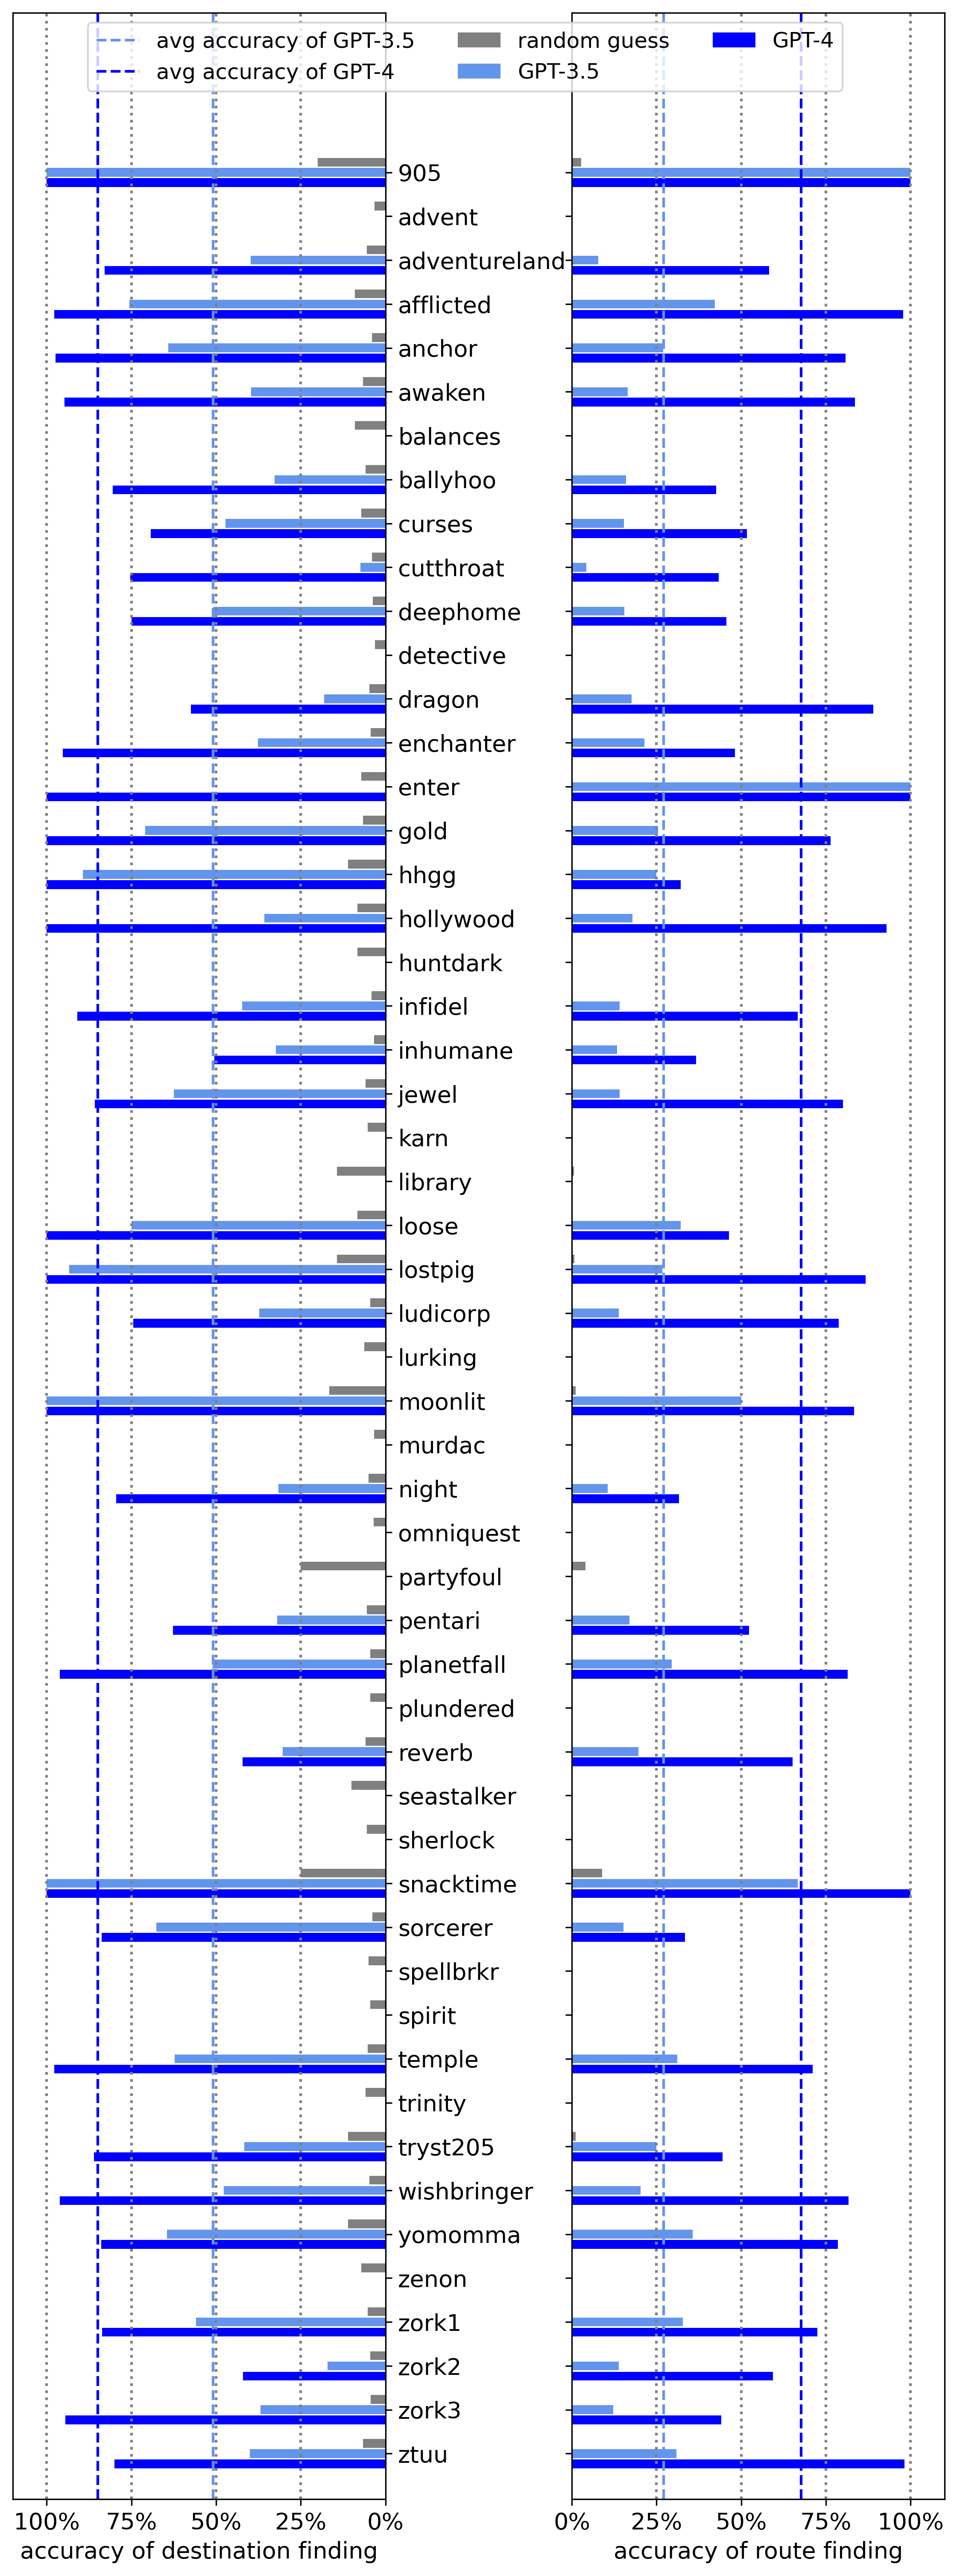 avg accuracy of GPT-3.5
avg accuracy of GPT-4
random guess
GPT-3.5
GPT-4
905
advent
adventureland
afflicted
anchor
awaken
balances
ballyhoo
curses
cutthroat
deephome
detective
dragon
enchanter
enter
gold
hhgg
hollywood
huntdark
infidel
inhumane
jewel
karn
library
loose
lostpig
ludicorp
lurking
moonlit
murdac
night
omniquest
partyfoul
pentari
planetfall
plundered
reverb
seastalker
sherlock
snacktime
sorcerer
spellbrkr
spirit
temple
trinity
tryst205
wishbringer
yomomma
zenon
zork1
zork2
zork3
ztuu
100% 75% 50% 25% 0%
accuracy of destination finding
0% 25% 50% 75% 100%
accuracy of route finding